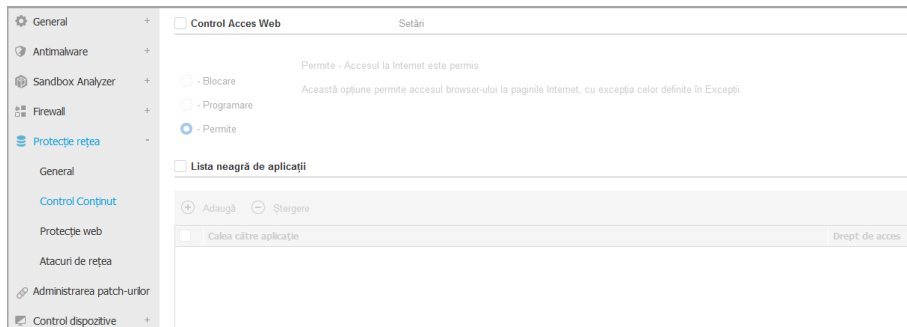 General +
Antimalware +
Sandbox Analyzer +
Firewall +
Protecție rețea -
General
Control Conținut
Protecție web
Atacuri de rețea
Administrarea patch-urilor
Control dispozitive +
Control Acces Web Setări
Permite - Accesul la Internet este permis
Această opțiune permite accesul browser-ului la paginile Internet, cu excepția celor definite în Excepții
- Blocare
- Programare
- Permite
Lista neagră de aplicații
Adaugă Ștergere
Calea către aplicație Drept de acces